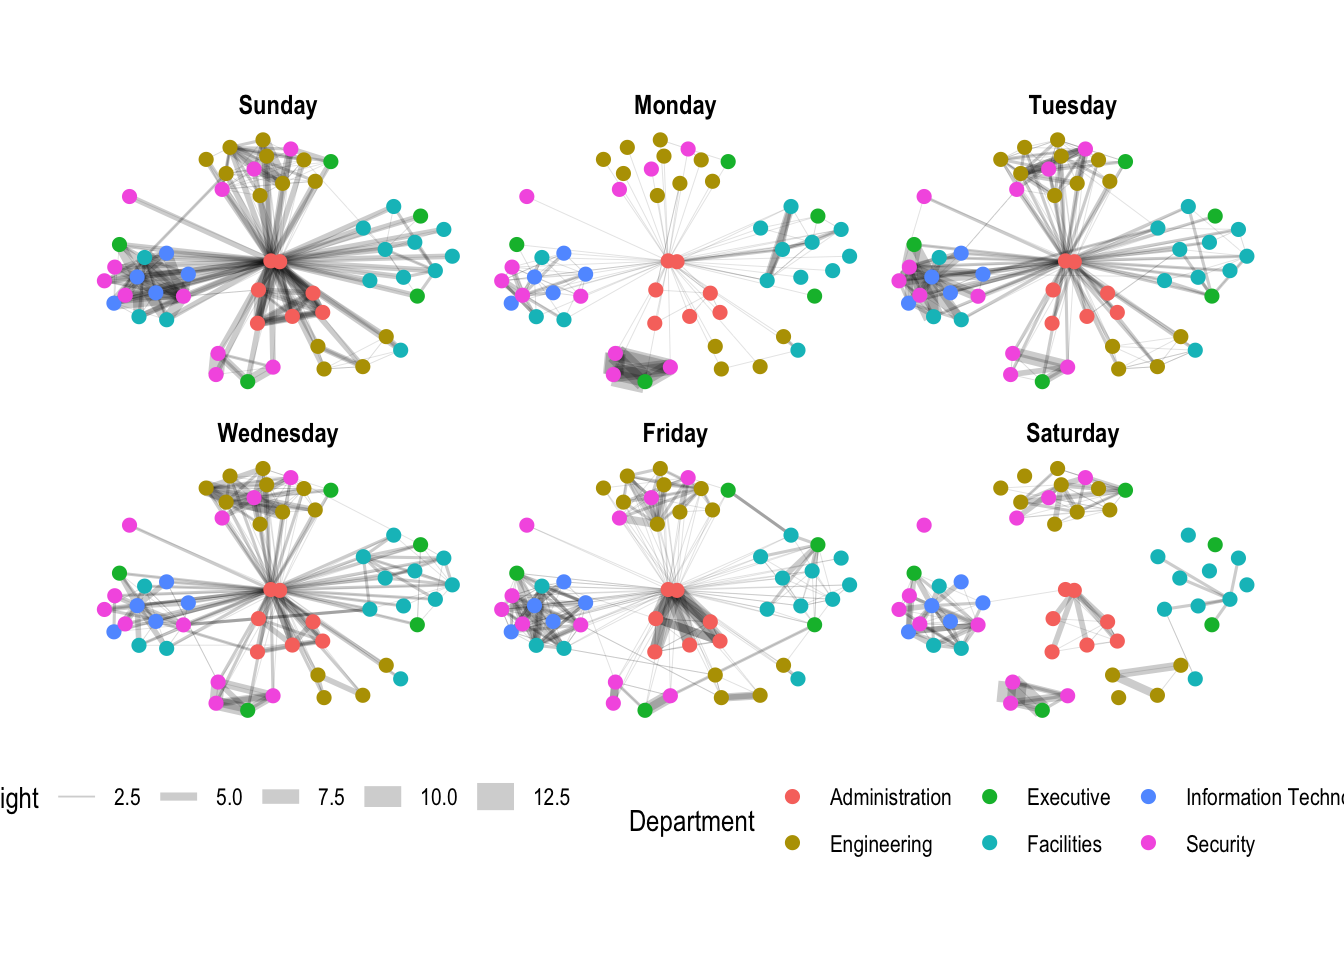 Sunday
Monday
Tuesday
Wednesday
Friday
Saturday
ight
2.5
5.0
7.5
10.0
12.5
Department
Administration
Executive
Information Techn
Engineering
Facilities
Security